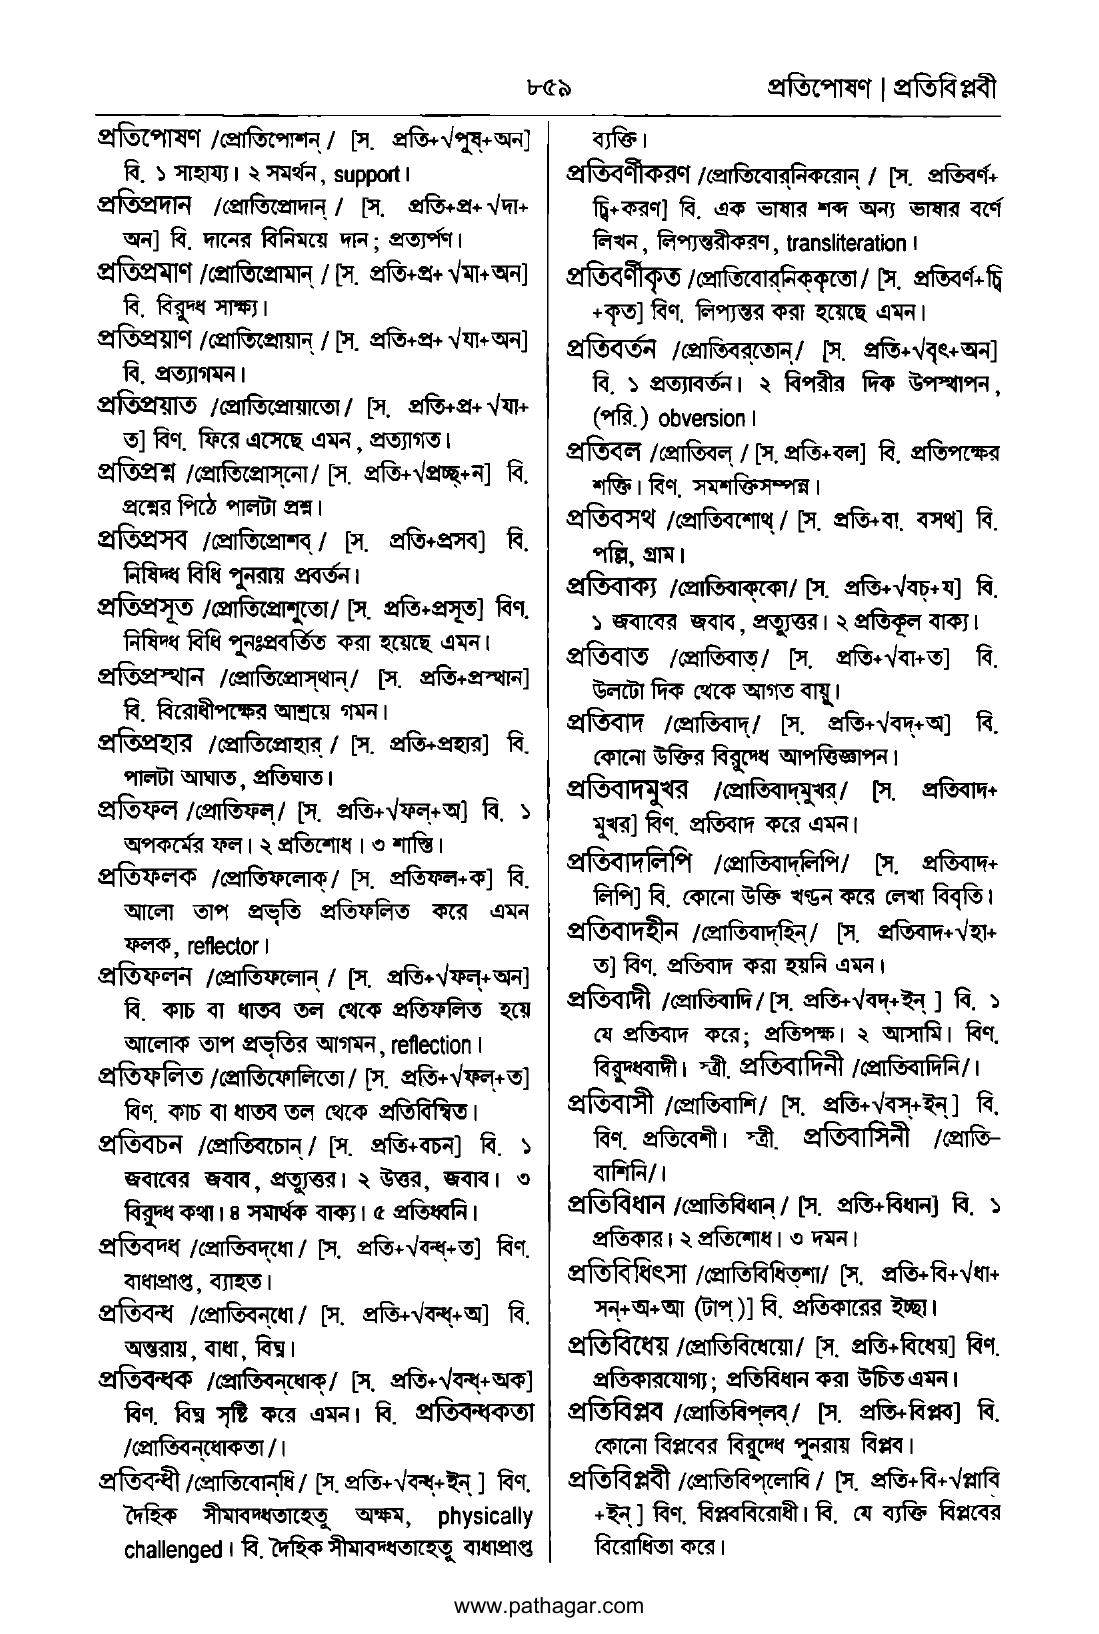 ৮৫৯
প্রতিপোষণ | প্রতিবিপ্লবী
প্রতিপোষণ /প্রোতিপোশন্/ [স. প্রতি+√পুষ্+অন]
বি. ১ সাহায্য। ২ সমর্থন, support।
প্রতিপ্রদান /প্রোতিপ্রোদান্/ [স. প্রতি+প্র+√দা+
অন] বি. দানের বিনিময়ে দান; প্রত্যর্পণ।
প্রতিপ্রমাণ /প্রোতিপ্রোমান্/ [স. প্রতি+প্র+√মা+অন]
বি. বিরুদ্ধ সাক্ষ্য।
প্রতিপ্রয়াণ /প্রোতিপ্রোয়ান্/ [স. প্রতি+প্র+√যা+অন]
বি. প্রত্যাগমন।
প্রতিপ্রয়াত /প্রোতিপ্রোয়াতো/ [স. প্রতি+প্র+√যা+
ত] বিণ. ফিরে এসেছে এমন, প্রত্যাগত।
প্রতিপ্রশ্ন /প্রোতিপ্রোস্‌নো/ [স. প্রতি+√প্রচ্ছ্+ন] বি.
প্রশ্নের পিঠে পালটা প্রশ্ন।
প্রতিপ্রসব /প্রোতিপ্রোশব্/ [স. প্রতি+প্রসব] বি.
নিষিদ্ধ বিধি পুনরায় প্রবর্তন।
প্রতিপ্রসূত /প্রোতিপ্রোশুতো/ [স. প্রতি+প্রসূত] বিণ.
নিষিদ্ধ বিধি পুনঃপ্রবর্তিত করা হয়েছে এমন।
প্রতিপ্রস্থান /প্রোতিপ্রোস্‌থান্/ [স. প্রতি+প্রস্থান]
বি. বিরোধীপক্ষের আশ্রয়ে গমন।
প্রতিপ্রহার /প্রোতিপ্রোহার্/ [স. প্রতি+প্রহার] বি.
পালটা আঘাত, প্রতিঘাত।
প্রতিফল /প্রোতিফল্/ [স. প্রতি+√ফল্+অ] বি. ১
অপকর্মের ফল। ২ প্রতিশোধ। ৩ শাস্তি।
প্রতিফলক /প্রোতিফলোক্/ [স. প্রতিফল+ক] বি.
আলো তাপ প্রভৃতি প্রতিফলিত করে এমন
ফলক, reflector।
প্রতিফলন /প্রোতিফলোন্/ [স. প্রতি+√ফল্+অন]
বি. কাচ বা ধাতব তল থেকে প্রতিফলিত হয়ে
আলোক তাপ প্রভৃতির আগমন, reflection।
প্রতিফলিত /প্রোতিফোলিতো/ [স. প্রতি+√ফল্+ত]
বিণ. কাচ বা ধাতব তল থেকে প্রতিবিম্বিত।
প্রতিবচন /প্রোতিবচোন্/ [স. প্রতি+বচন] বি. ১
জবাবের জবাব, প্রত্যুত্তর। ২ উত্তর, জবাব। ৩
বিরুদ্ধ কথা। ৪ সমার্থক বাক্য। ৫ প্রতিধ্বনি।
প্রতিবদ্ধ /প্রোতিবদ্‌ধো/ [স. প্রতি+√বন্ধ্+ত] বিণ.
বাধাপ্রাপ্ত, ব্যাহত।
প্রতিবন্ধ /প্রোতিবন্‌ধো/ [স. প্রতি+√বন্ধ্+অ] বি.
অন্তরায়, বাধা, বিঘ্ন।
প্রতিবন্ধক /প্রোতিবন্‌ধোক্/ [স. প্রতি+√বন্ধ্+অক]
বিণ. বিঘ্ন সৃষ্টি করে এমন। বি. প্রতিবন্ধকতা
/প্রোতিবন্‌ধোকতা/।
প্রতিবন্ধী /প্রোতিবোন্‌ধি/ [স. প্রতি+√বন্ধ্+ইন্] বিণ.
দৈহিক সীমাবদ্ধতাহেতু অক্ষম, physically
challenged। বি. দৈহিক সীমাবদ্ধতাহেতু বাধাপ্রাপ্ত
ব্যক্তি।
প্রতিবর্ণীকরণ /প্রোতিবোর্‌নিকরোন্/ [স. প্রতিবর্ণ+
চ্বি+করণ] বি. এক ভাষার শব্দ অন্য ভাষার বর্ণে
লিখন, লিপ্যন্তরীকরণ, transliteration।
প্রতিবর্ণীকৃত /প্রোতিবোর্‌নিক্‌কৃতো/ [স. প্রতিবর্ণ+চ্বি
+কৃত] বিণ. লিপ্যন্তর করা হয়েছে এমন।
প্রতিবর্তন /প্রোতিবর্‌তোন্/ [স. প্রতি+√বৃৎ+অন]
বি. ১ প্রত্যাবর্তন। ২ বিপরীর দিক উপস্থাপন,
(পরি.) obversion।
প্রতিবল /প্রোতিবল্/ [স. প্রতি+বল] বি. প্রতিপক্ষের
শক্তি। বিণ. সমশক্তিসম্পন্ন।
প্রতিবসথ /প্রোতিবশোথ্/ [স. প্রতি+বা. বসথ] বি.
পল্লি, গ্রাম।
প্রতিবাক্য /প্রোতিবাক্‌কো/ [স. প্রতি+√বচ্+য] বি.
১ জবাবের জবাব, প্রত্যুত্তর। ২ প্রতিকূল বাক্য।
প্রতিবাত /প্রোতিবাত্/ [স. প্রতি+√বা+ত] বি.
উলটো দিক থেকে আগত বায়ু।
প্রতিবাদ /প্রোতিবাদ্/ [স. প্রতি+√বদ্+অ] বি.
কোনো উক্তির বিরুদ্ধে আপত্তিজ্ঞাপন।
প্রতিবাদমুখর /প্রোতিবাদ্‌মুখর্/ [স. প্রতিবাদ+
মুখর] বিণ. প্রতিবাদ করে এমন।
প্রতিবাদলিপি /প্রোতিবাদ্‌লিপি/ [স. প্রতিবাদ+
লিপি] বি. কোনো উক্তি খণ্ডন করে লেখা বিবৃতি।
প্রতিবাদহীন /প্রোতিবাদ্‌হিন্/ [স. প্রতিবাদ+√হা+
ত] বিণ. প্রতিবাদ করা হয়নি এমন।
প্রতিবাদী /প্রোতিবাদি/ [স. প্রতি+√বদ্+ইন্] বি. ১
যে প্রতিবাদ করে; প্রতিপক্ষ। ২ আসামি। বিণ.
বিরুদ্ধবাদী। স্ত্রী. প্রতিবাদিনী /প্রোতিবাদিনি/।
প্রতিবাসী /প্রোতিবাশি/ [স. প্রতি+√বস্+ইন্] বি.
বিণ. প্রতিবেশী। স্ত্রী. প্রতিবাসিনী /প্রোতি–
বাশিনি/।
প্রতিবিধান /প্রোতিবিধান্/ [স. প্রতি+বিধান] বি. ১
প্রতিকার। ২ প্রতিশোধ। ৩ দমন।
প্রতিবিধিৎসা /প্রোতিবিধিত্‌শা/ [স. প্রতি+বি+√ধা+
সন্+অ+আ (টাপ্)] বি. প্রতিকারের ইচ্ছা।
প্রতিবিধেয় /প্রোতিবিধেয়ো/ [স. প্রতি+বিধেয়] বিণ.
প্রতিকারযোগ্য; প্রতিবিধান করা উচিত এমন।
প্রতিবিপ্লব /প্রোতিবিপ্‌লব্/ [স. প্রতি+বিপ্লব] বি.
কোনো বিপ্লবের বিরুদ্ধে পুনরায় বিপ্লব।
প্রতিবিপ্লবী /প্রোতিবিপ্‌লোবি/ [স. প্রতি+বি+√প্লাবি
+ইন্] বিণ. বিপ্লববিরোধী। বি. যে ব্যক্তি বিপ্লবের
বিরোধিতা করে।
www.pathagar.com